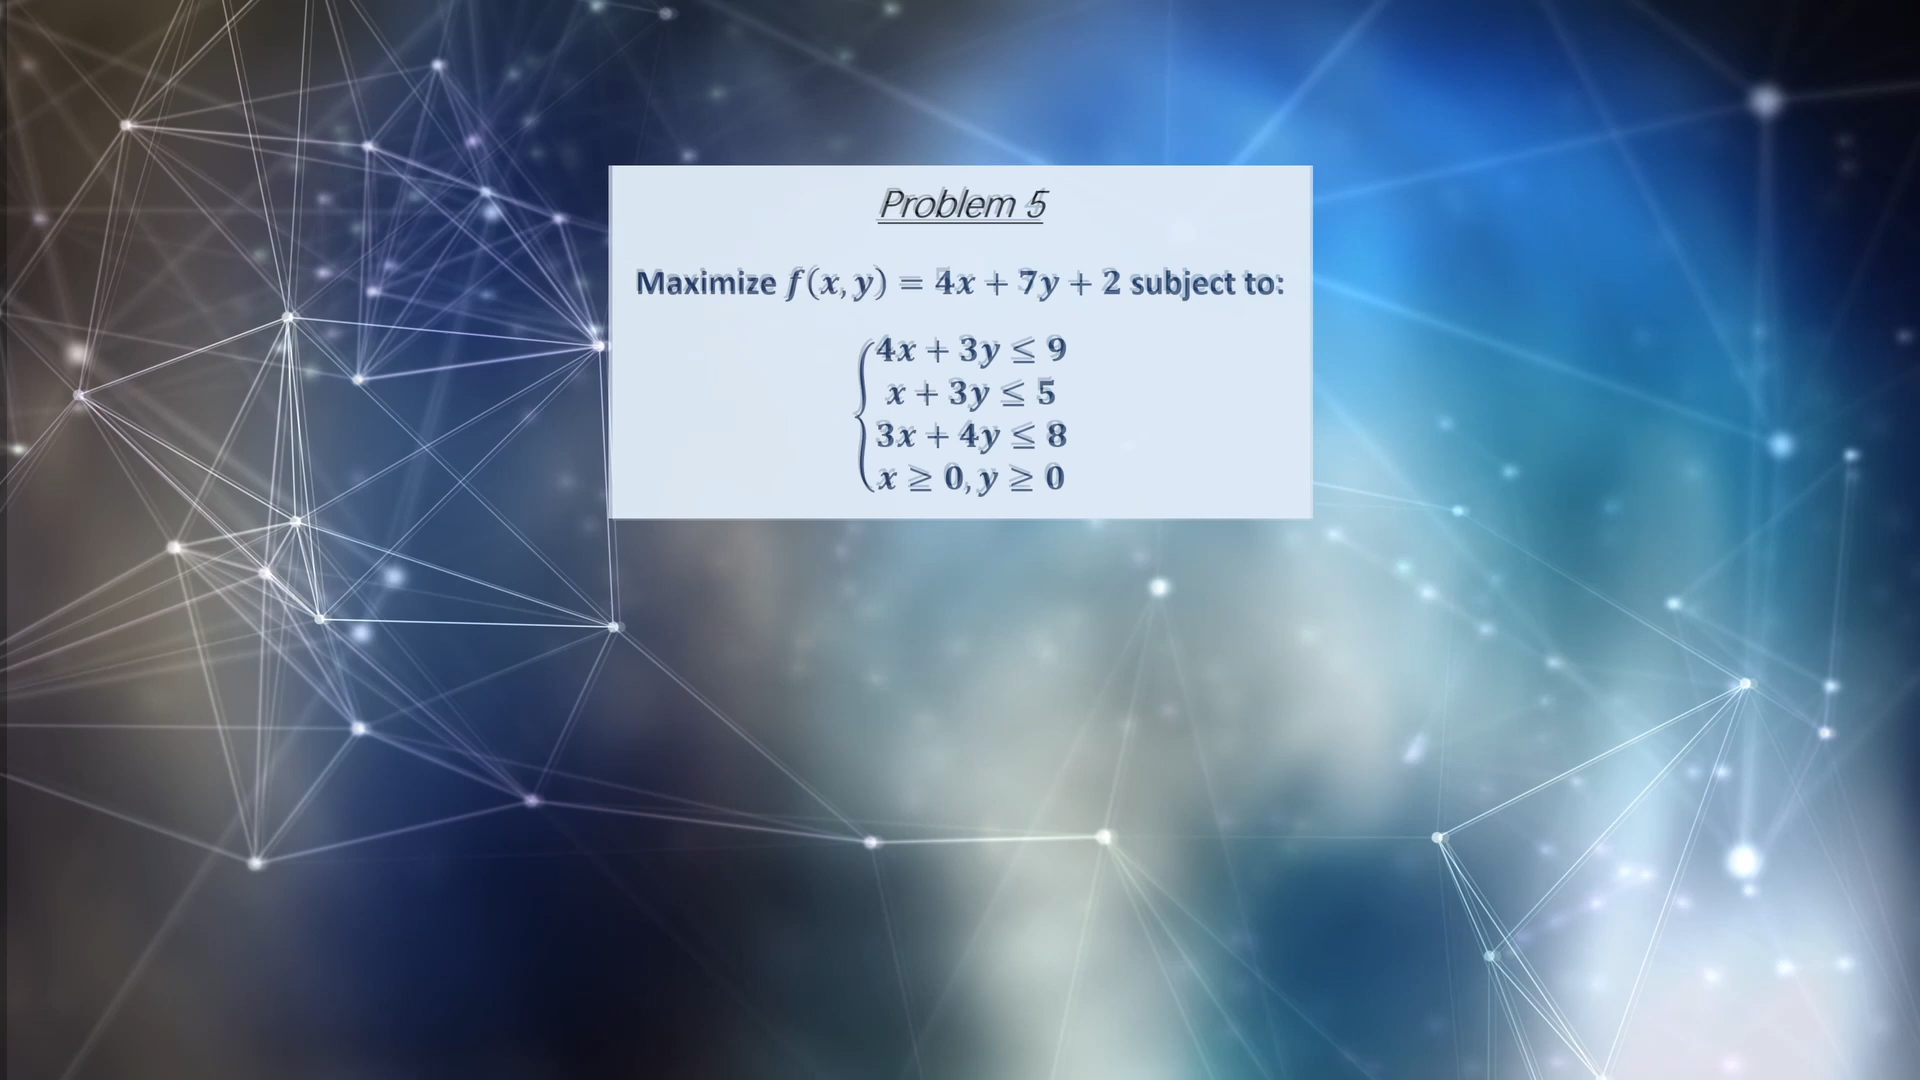 Problem 5
Maximize f(x, y) = 4x + 7y + 2 subject to:
4x + 3y ≤ 9
x + 3y ≤ 5
3x + 4y ≤ 8
x ≥ 0, y ≥ 0